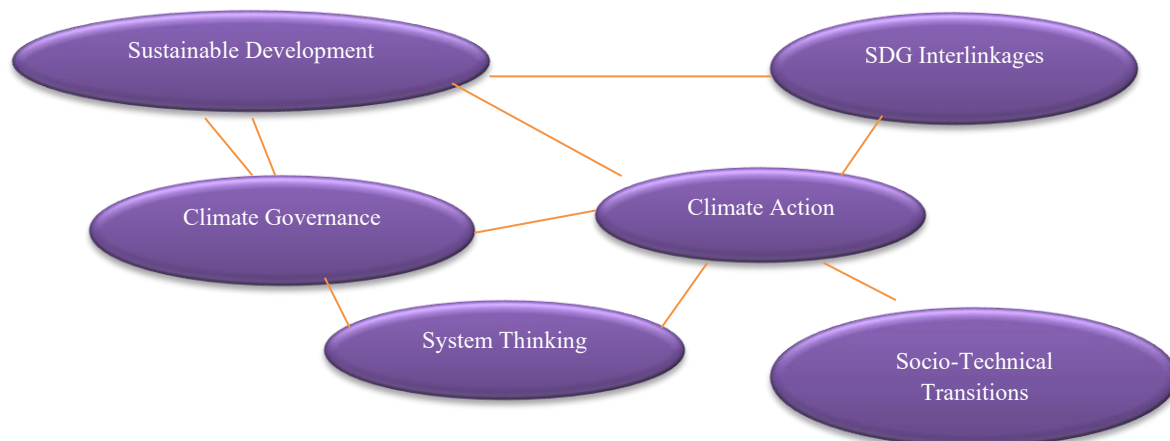 Sustainable Development
SDG Interlinkages
Climate Governance
Climate Action
System Thinking
Socio-Technical
Transitions